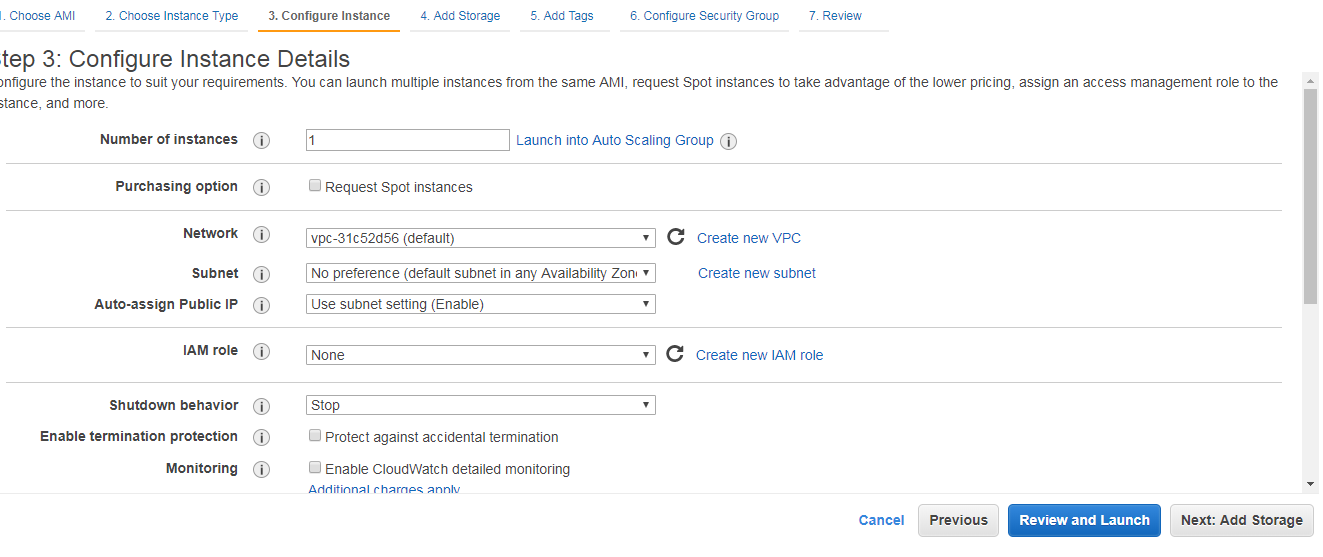 1. Choose AMI 2. Choose Instance Type 3. Configure Instance 4. Add Storage 5. Add Tags 6. Configure Security Group 7. Review
Step 3: Configure Instance Details
onfigure the instance to suit your requirements. You can launch multiple instances from the same AMI, request Spot instances to take advantage of the lower pricing, assign an access management role to the
stance, and more.
Number of instances i 1 Launch into Auto Scaling Group i
Purchasing option i Request Spot instances
Network i vpc-31c52d56 (default) Create new VPC
Subnet i No preference (default subnet in any Availability Zon Create new subnet
Auto-assign Public IP i Use subnet setting (Enable)
IAM role i None Create new IAM role
Shutdown behavior i Stop
Enable termination protection i Protect against accidental termination
Monitoring i Enable CloudWatch detailed monitoring
Additional charges apply
Cancel Previous Review and Launch Next: Add Storage